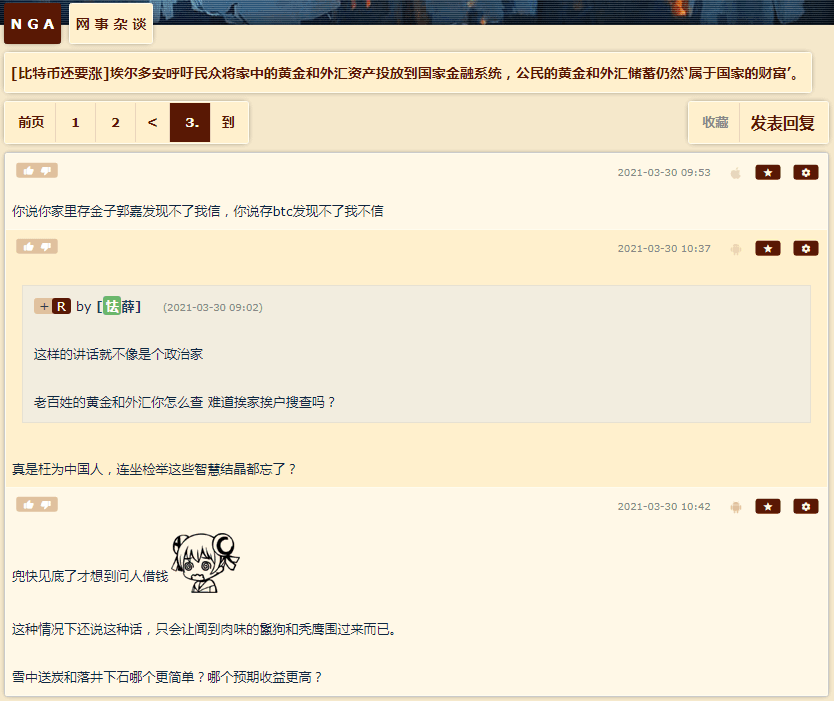 NGA 网事杂谈
[比特币还要涨]埃尔多安呼吁民众将家中的黄金和外汇资产投放到国家金融系统，公民的黄金和外汇储蓄仍然‘属于国家的财富’。
前页 1 2 < 3. 到 收藏 发表回复
2021-03-30 09:53
你说你家里存金子郭嘉发现不了我信，你说存btc发现不了我不信
2021-03-30 10:37
+ R by [怯薛] (2021-03-30 09:02)
这样的讲话就不像是个政治家
老百姓的黄金和外汇你怎么查 难道挨家挨户搜查吗？
真是枉为中国人，连坐检举这些智慧结晶都忘了？
2021-03-30 10:42
兜快见底了才想到问人借钱
这种情况下还说这种话，只会让闻到肉味的鬣狗和秃鹰围过来而已。
雪中送炭和落井下石哪个更简单？哪个预期收益更高？